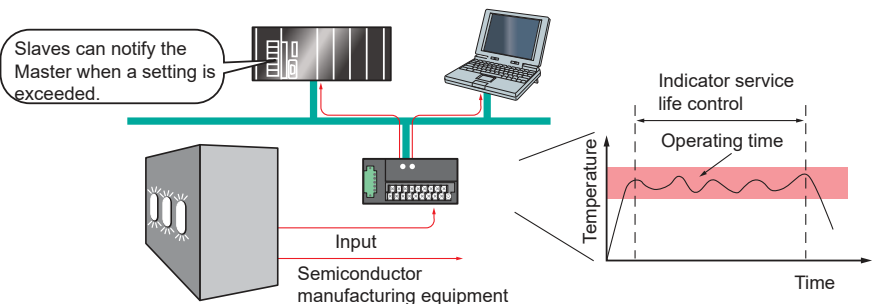 Slaves can notify the
Master when a setting is
exceeded.
Indicator service
life control
Operating time
Temperature
Time
Input
Semiconductor
manufacturing equipment